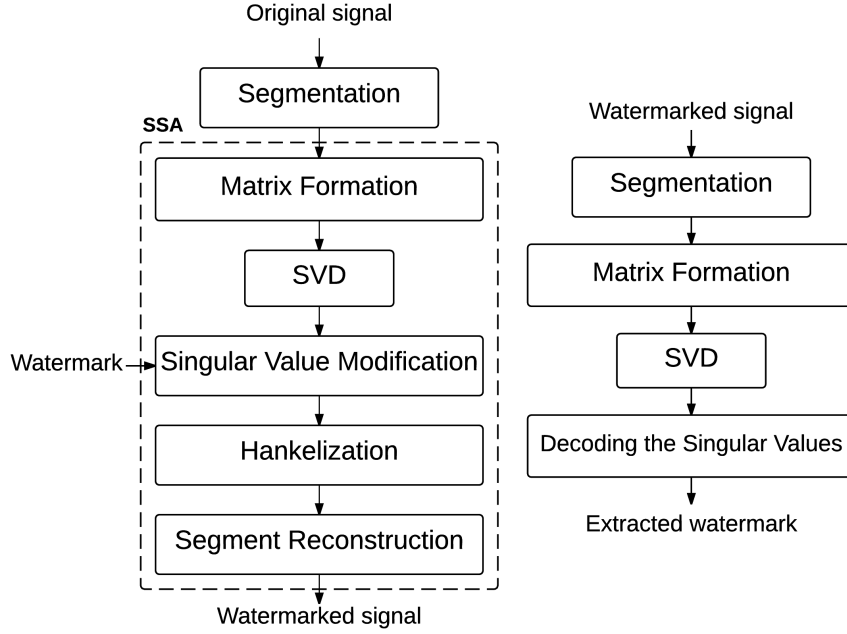 Original signal
Segmentation
SSA
Matrix Formation
SVD
Watermark
Singular Value Modification
Hankelization
Segment Reconstruction
Watermarked signal
Watermarked signal
Segmentation
Matrix Formation
SVD
Decoding the Singular Values
Extracted watermark